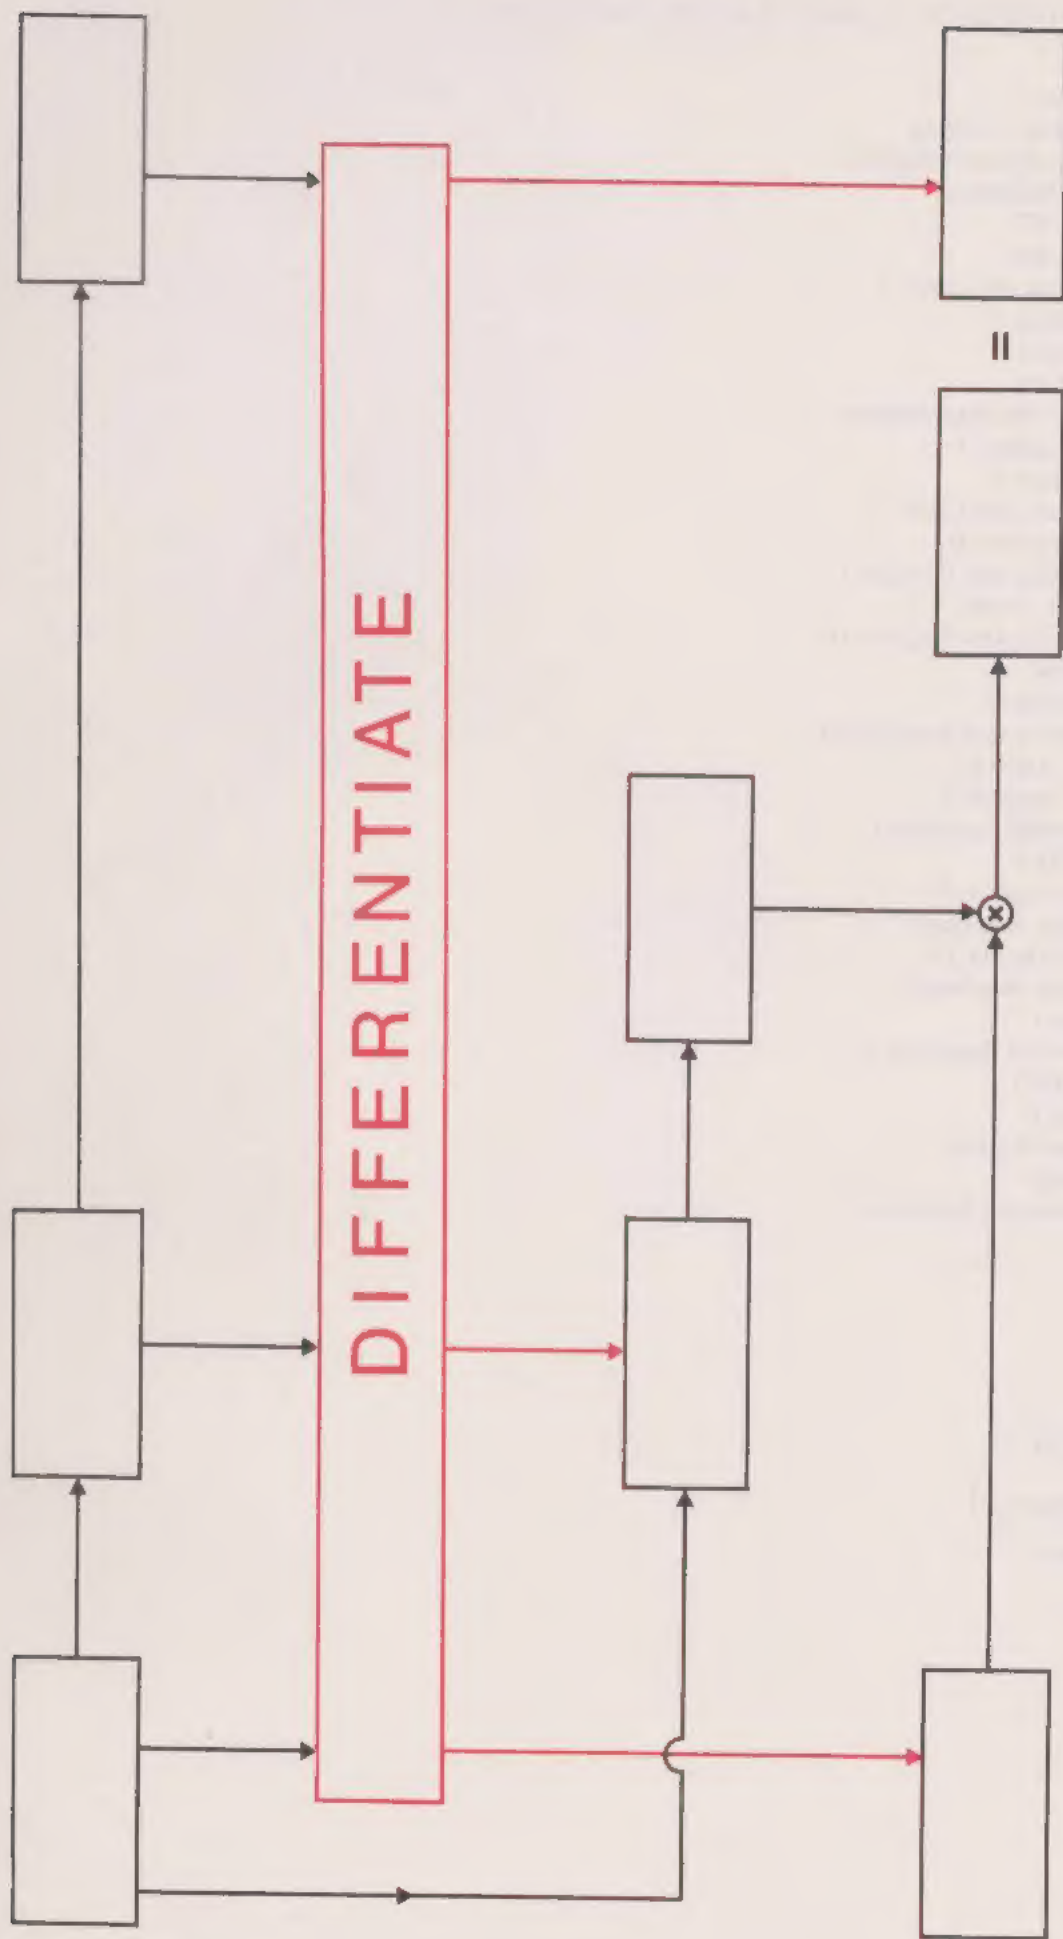 DIFFERENTIATE
×
=